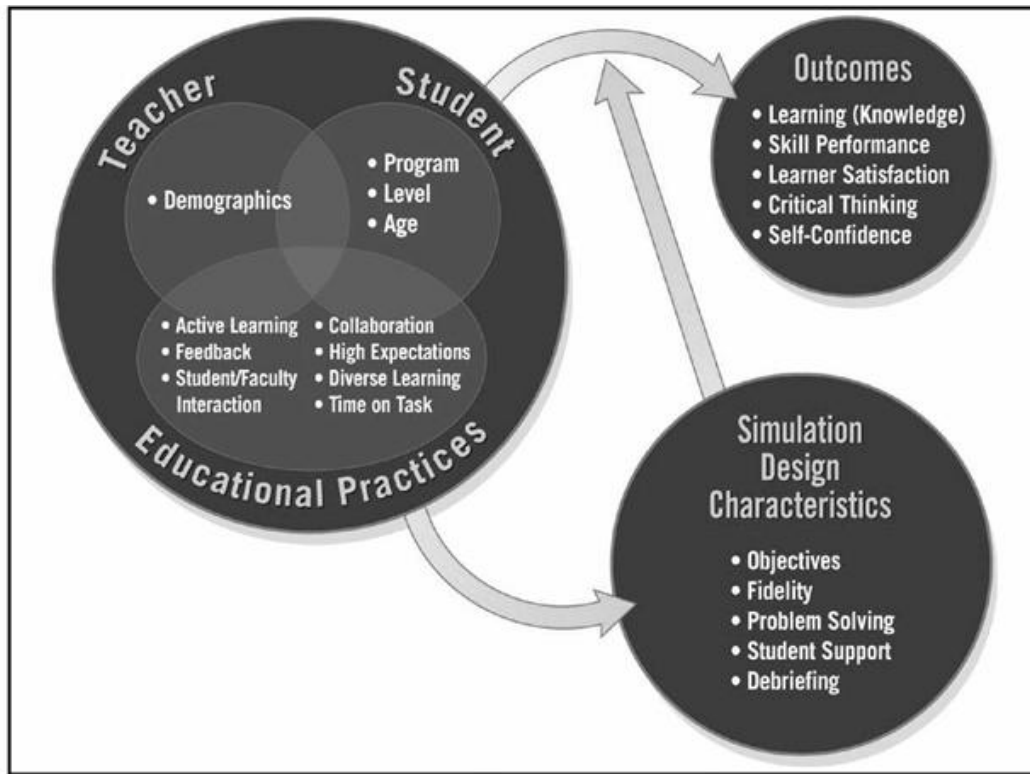 Teacher
Student
• Demographics
• Program
• Level
• Age
• Active Learning
• Feedback
• Student/Faculty
Interaction
• Collaboration
• High Expectations
• Diverse Learning
• Time on Task
Educational Practices
Outcomes
• Learning (Knowledge)
• Skill Performance
• Learner Satisfaction
• Critical Thinking
• Self-Confidence
Simulation
Design
Characteristics
• Objectives
• Fidelity
• Problem Solving
• Student Support
• Debriefing